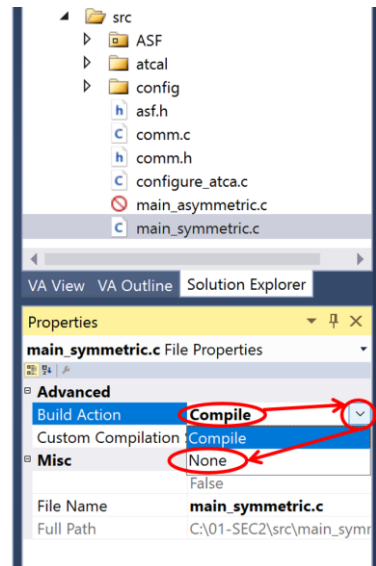 src
ASF
atcal
config
asf.h
comm.c
comm.h
configure_atca.c
main_asymmetric.c
main_symmetric.c
VA View VA Outline Solution Explorer
Properties
main_symmetric.c File Properties
Advanced
Build Action Compile
Custom Compilation Compile
Misc None
False
File Name main_symmetric.c
Full Path C:\01-SEC2\src\main_symr